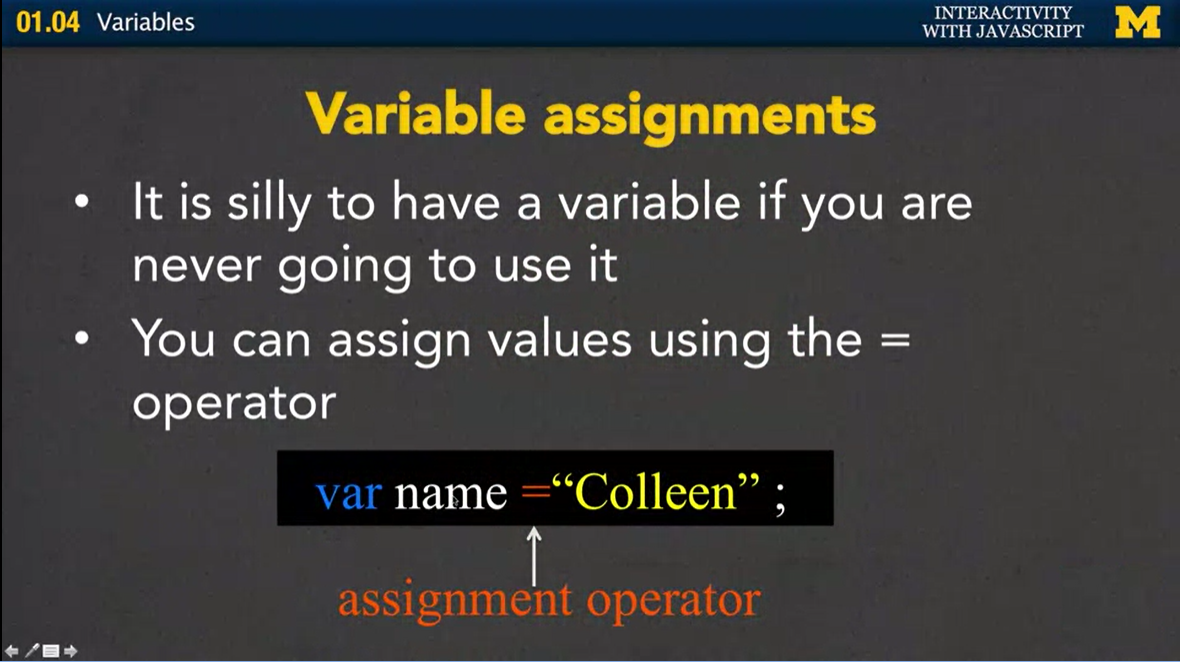 01.04 Variables
INTERACTIVITY
WITH JAVASCRIPT
M
Variable assignments
• It is silly to have a variable if you are
never going to use it
• You can assign values using the =
operator
var name =“Colleen” ;
assignment operator